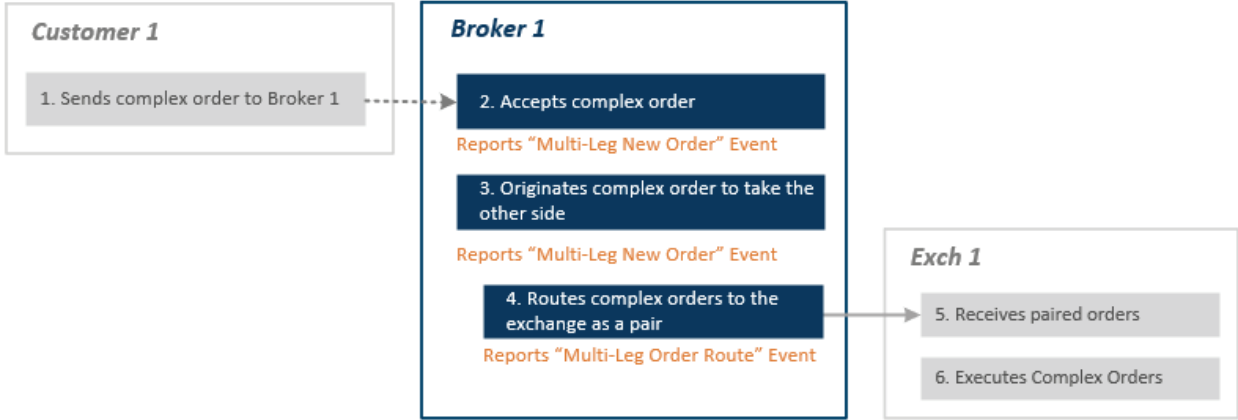 Customer 1
1. Sends complex order to Broker 1
Broker 1
2. Accepts complex order
Reports “Multi-Leg New Order” Event
3. Originates complex order to take the
other side
Reports “Multi-Leg New Order” Event
4. Routes complex orders to the
exchange as a pair
Reports “Multi-Leg Order Route” Event
Exch 1
5. Receives paired orders
6. Executes Complex Orders